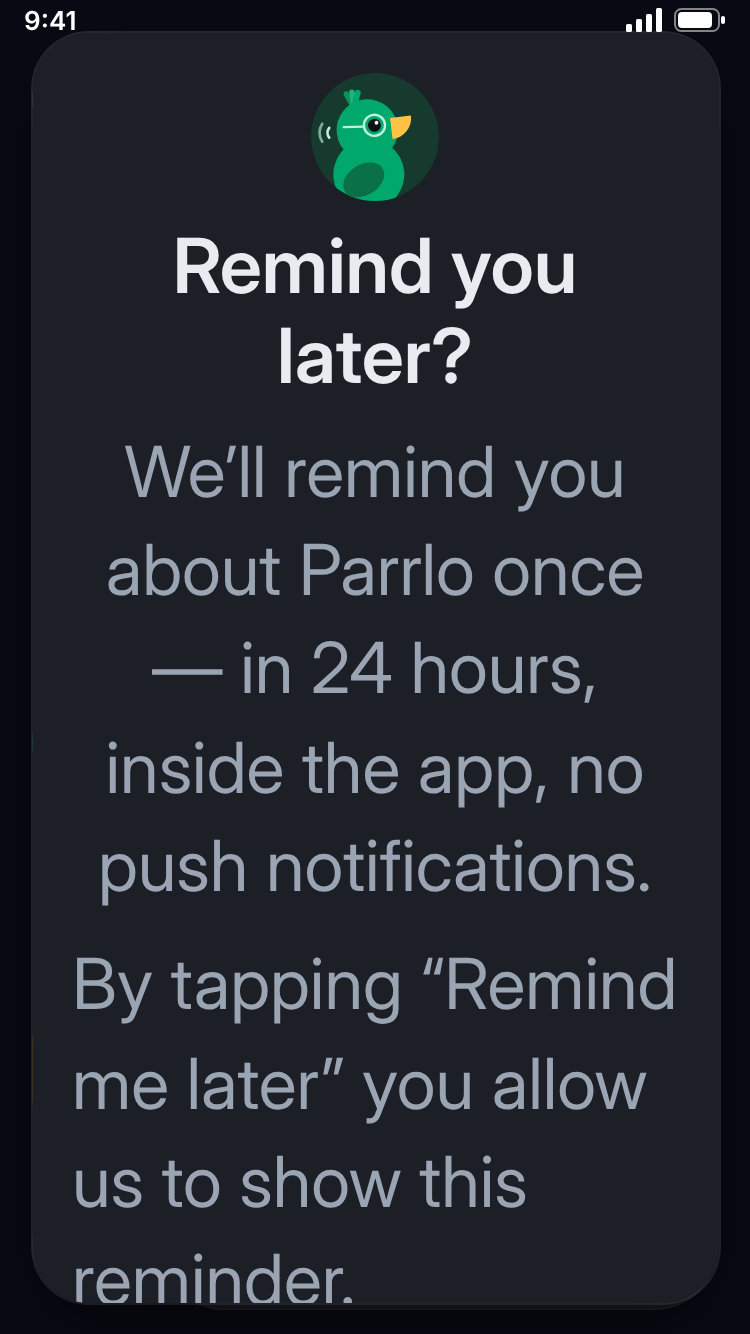 9:41
Remind you
later?
We’ll remind you
about Parrlo once
— in 24 hours,
inside the app, no
push notifications.
By tapping “Remind
me later” you allow
us to show this
reminder.